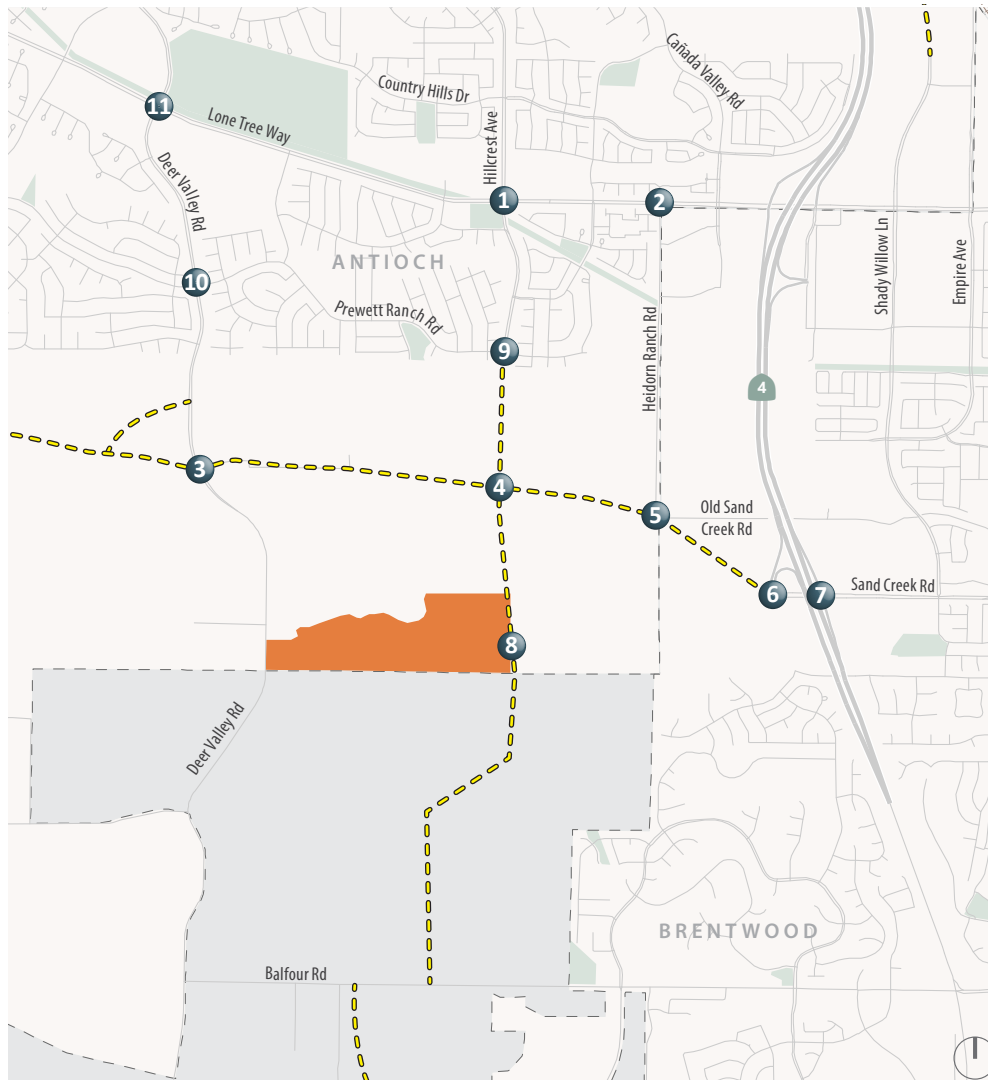 Cañada Valley Rd
Country Hills Dr
11
Lone Tree Way
Hillcrest Ave
Deer Valley Rd
1
2
Shady Willow Ln
Empire Ave
ANTIOCH
10
Prewett Ranch Rd
Heidorn Ranch Rd
9
4
3
4
5
Old Sand
Creek Rd
6
7
Sand Creek Rd
8
Deer Valley Rd
BRENTWOOD
Balfour Rd